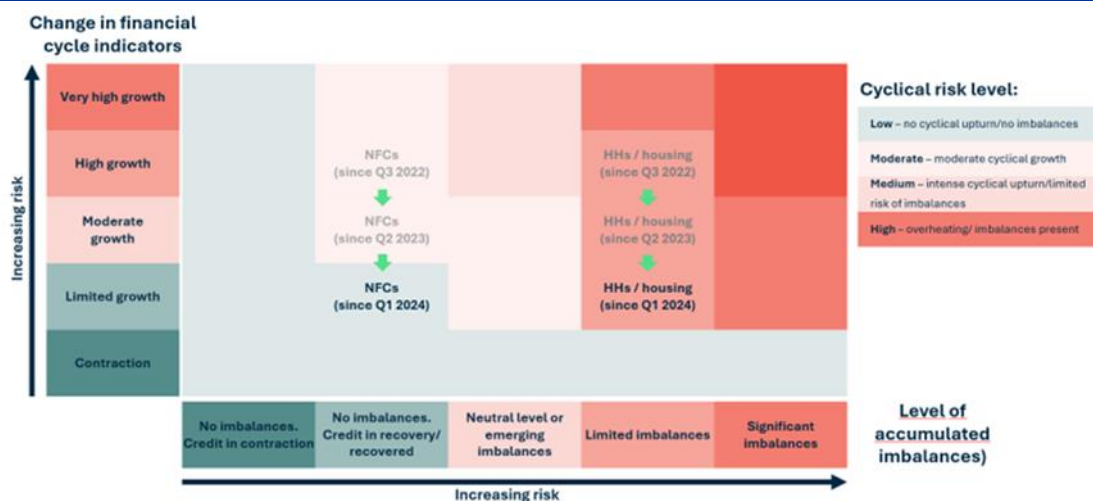 Change in financial
cycle indicators
Very high growth
High growth
Moderate
growth
Limited growth
Contraction
Increasing risk
NFCs
(since Q3 2022)
NFCs
(since Q2 2023)
NFCs
(since Q1 2024)
HHs / housing
(since Q3 2022)
HHs / housing
(since Q2 2023)
HHs / housing
(since Q1 2024)
Cyclical risk level:
Low – no cyclical upturn/no imbalances
Moderate – moderate cyclical growth
Medium – intense cyclical upturn/limited
risk of imbalances
High – overheating/ imbalances present
No imbalances.
Credit in contraction
No imbalances.
Credit in recovery/
recovered
Neutral level or
emerging
imbalances
Limited imbalances
Significant
imbalances
Level of
accumulated
imbalances)
Increasing risk